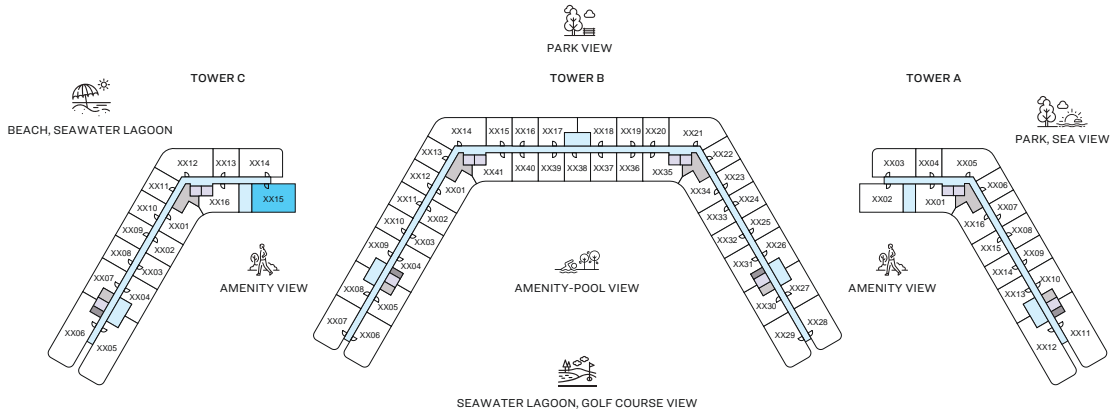 PARK VIEW
TOWER C
TOWER B
TOWER A
BEACH, SEAWATER LAGOON
PARK, SEA VIEW
XX12
XX13
XX14
XX11
XX10
XX09
XX08
XX07
XX06
XX05
XX04
XX03
XX02
XX01
XX16
XX15
AMENITY VIEW
XX14
XX15
XX16
XX17
XX18
XX19
XX20
XX21
XX13
XX12
XX11
XX10
XX09
XX08
XX07
XX06
XX05
XX04
XX03
XX02
XX01
XX41
XX40
XX39
XX38
XX37
XX36
XX35
XX34
XX33
XX32
XX31
XX30
XX29
XX22
XX23
XX24
XX25
XX26
XX27
XX28
AMENITY-POOL VIEW
XX03
XX04
XX05
XX02
XX01
XX16
XX15
XX14
XX13
XX12
XX06
XX07
XX08
XX09
XX10
XX11
AMENITY VIEW
SEAWATER LAGOON, GOLF COURSE VIEW